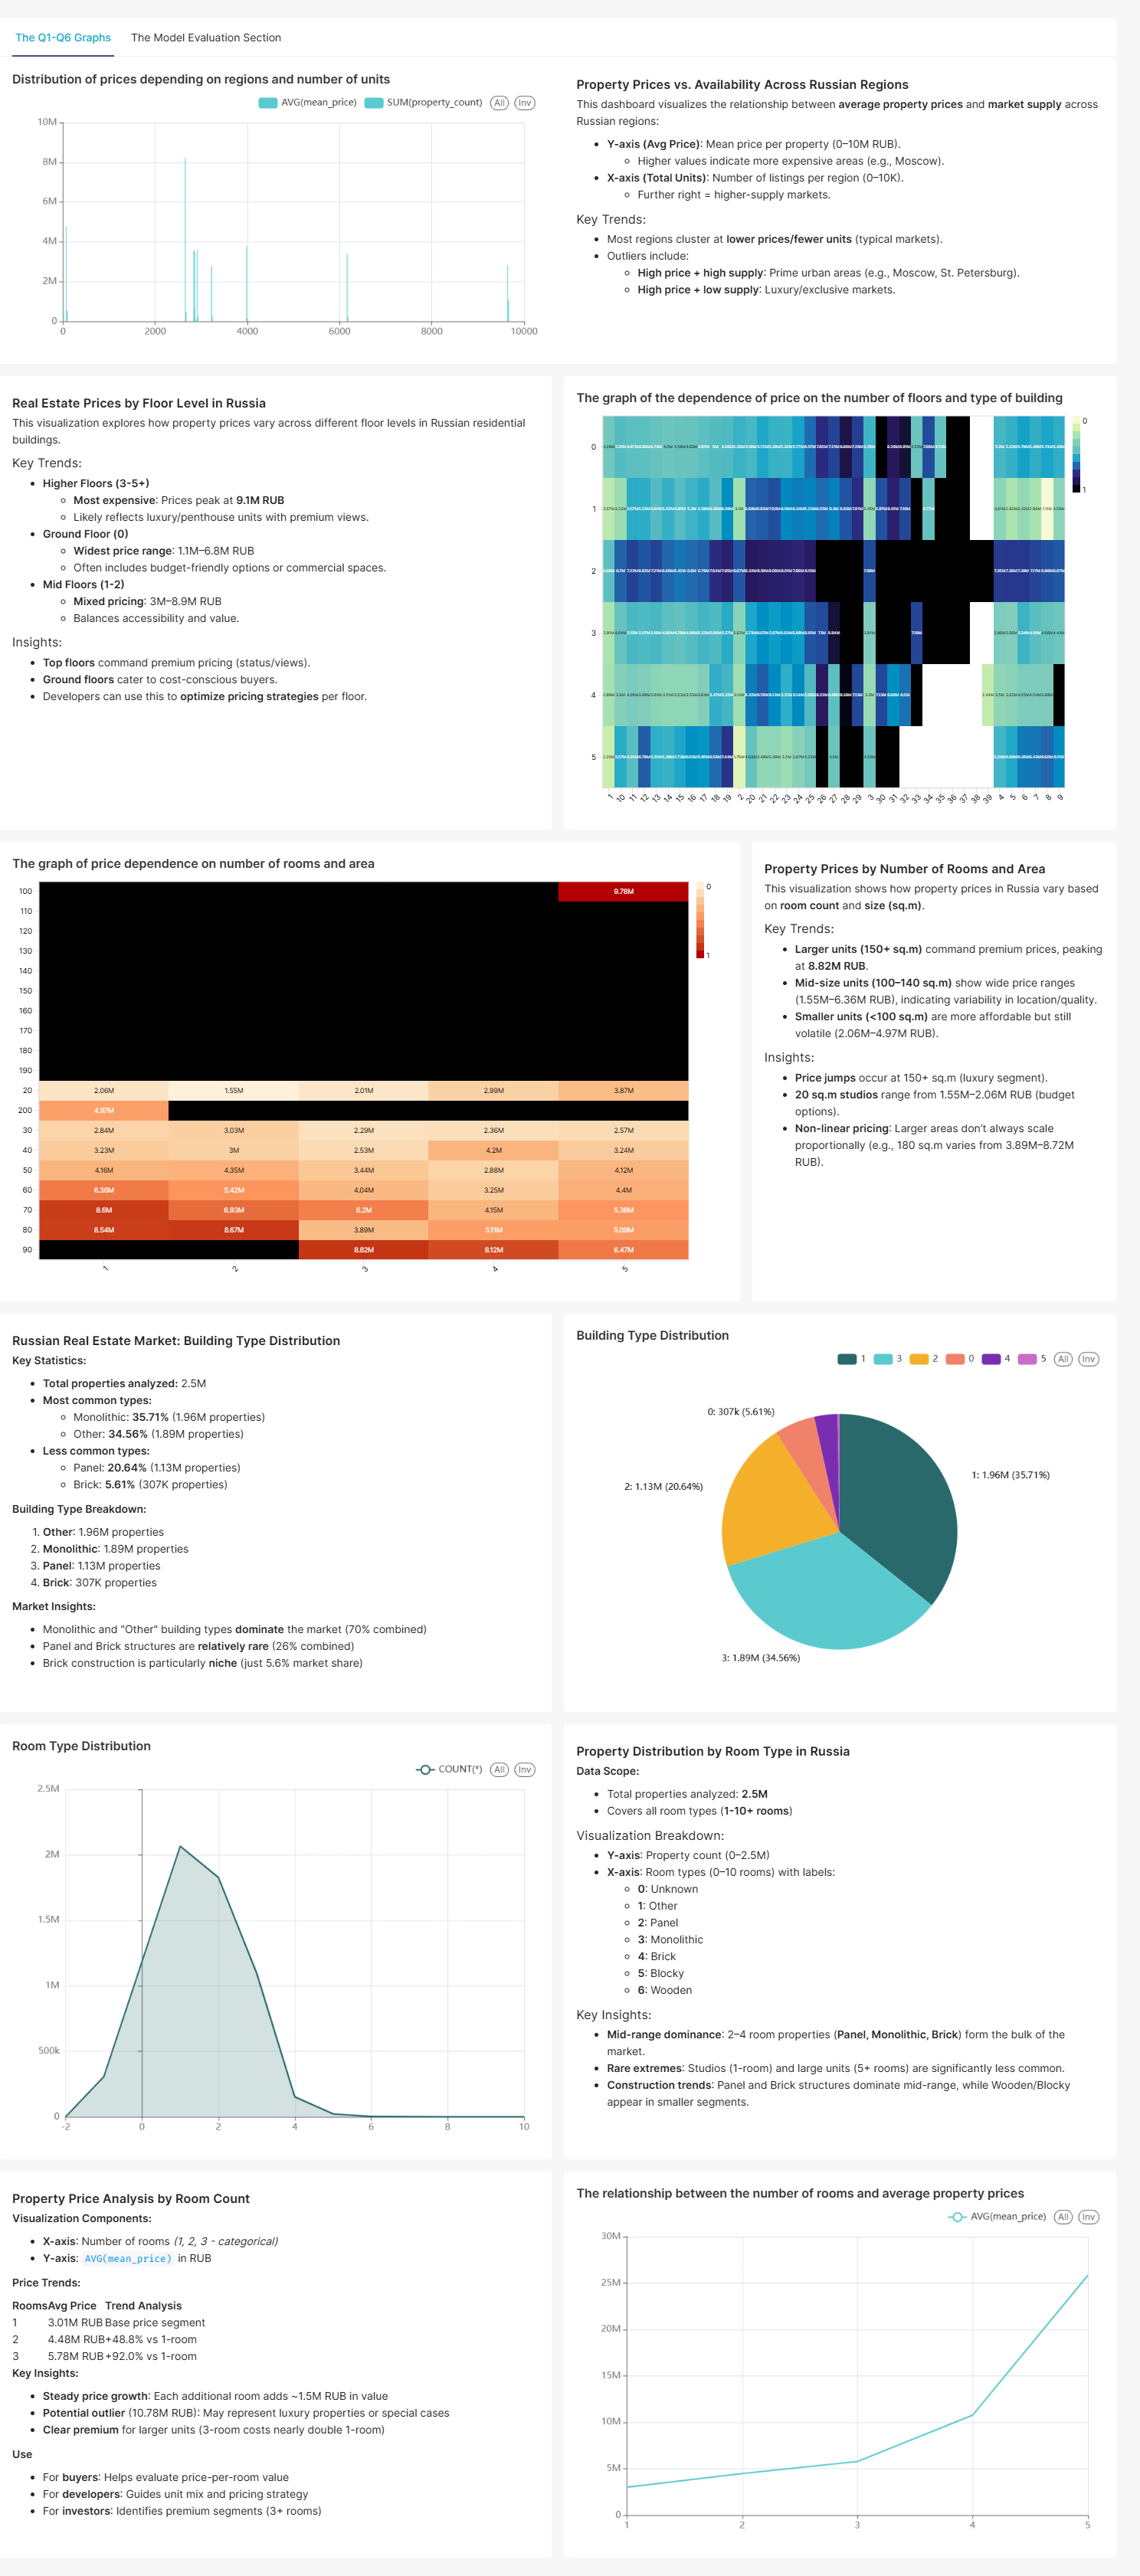 The Q1-Q6 Graphs The Model Evaluation Section
Distribution of prices depending on regions and number of units
AVG(mean_price) SUM(property_count) All Inv
10M
8M
6M
4M
2M
0
0 2000 4000 6000 8000 10000
Property Prices vs. Availability Across Russian Regions
This dashboard visualizes the relationship between average property prices and market supply across
Russian regions:
• Y-axis (Avg Price): Mean price per property (0–10M RUB).
◦ Higher values indicate more expensive areas (e.g., Moscow).
• X-axis (Total Units): Number of listings per region (0–10K).
◦ Further right = higher-supply markets.
Key Trends:
• Most regions cluster at lower prices/fewer units (typical markets).
• Outliers include:
◦ High price + high supply: Prime urban areas (e.g., Moscow, St. Petersburg).
◦ High price + low supply: Luxury/exclusive markets.
Real Estate Prices by Floor Level in Russia
This visualization explores how property prices vary across different floor levels in Russian residential
buildings.
Key Trends:
• Higher Floors (3-5+)
◦ Most expensive: Prices peak at 9.1M RUB
◦ Likely reflects luxury/penthouse units with premium views.
• Ground Floor (0)
◦ Widest price range: 1.1M–6.8M RUB
◦ Often includes budget-friendly options or commercial spaces.
• Mid Floors (1-2)
◦ Mixed pricing: 3M–8.9M RUB
◦ Balances accessibility and value.
Insights:
• Top floors command premium pricing (status/views).
• Ground floors cater to cost-conscious buyers.
• Developers can use this to optimize pricing strategies per floor.
The graph of the dependence of price on the number of floors and type of building
0
1
0
1
2
3
4
5
1 10 11 12 13 14 15 16 17 18 19 2 20 21 22 23 24 25 26 27 28 29 3 30 31 32 33 34 35 36 37 38 39 4 5 6 7 8 9
The graph of price dependence on number of rooms and area
0
1
100 9.78M
110
120
130
140
150
160
170
180
190
20 2.06M 1.55M 2.01M 2.99M 3.87M
200 4.97M
30 2.84M 3.03M 2.29M 2.36M 2.57M
40 3.23M 3M 2.53M 4.2M 3.24M
50 4.16M 4.35M 3.44M 2.88M 4.12M
60 6.36M 5.42M 4.04M 3.25M 4.4M
70 8.6M 6.93M 6.2M 4.15M 5.38M
80 8.54M 8.67M 3.89M 5.11M 5.09M
90 8.82M 8.12M 6.47M
1 2 3 4 5
Property Prices by Number of Rooms and Area
This visualization shows how property prices in Russia vary based
on room count and size (sq.m).
Key Trends:
• Larger units (150+ sq.m) command premium prices, peaking
at 8.82M RUB.
• Mid-size units (100–140 sq.m) show wide price ranges
(1.55M–6.36M RUB), indicating variability in location/quality.
• Smaller units (<100 sq.m) are more affordable but still
volatile (2.06M–4.97M RUB).
Insights:
• Price jumps occur at 150+ sq.m (luxury segment).
• 20 sq.m studios range from 1.55M–2.06M RUB (budget
options).
• Non-linear pricing: Larger areas don't always scale
proportionally (e.g., 180 sq.m varies from 3.89M–8.72M
RUB).
Russian Real Estate Market: Building Type Distribution
Key Statistics:
• Total properties analyzed: 2.5M
• Most common types:
◦ Monolithic: 35.71% (1.96M properties)
◦ Other: 34.56% (1.89M properties)
• Less common types:
◦ Panel: 20.64% (1.13M properties)
◦ Brick: 5.61% (307K properties)
Building Type Breakdown:
1. Other: 1.96M properties
2. Monolithic: 1.89M properties
3. Panel: 1.13M properties
4. Brick: 307K properties
Market Insights:
• Monolithic and "Other" building types dominate the market (70% combined)
• Panel and Brick structures are relatively rare (26% combined)
• Brick construction is particularly niche (just 5.6% market share)
Building Type Distribution
1 3 2 0 4 5 All Inv
0: 307k (5.61%)
1: 1.96M (35.71%)
2: 1.13M (20.64%)
3: 1.89M (34.56%)
Room Type Distribution
COUNT(*) All Inv
2.5M
2M
1.5M
1M
500k
0
-2 0 2 4 6 8 10
Property Distribution by Room Type in Russia
Data Scope:
• Total properties analyzed: 2.5M
• Covers all room types (1-10+ rooms)
Visualization Breakdown:
• Y-axis: Property count (0–2.5M)
• X-axis: Room types (0–10 rooms) with labels:
◦ 0: Unknown
◦ 1: Other
◦ 2: Panel
◦ 3: Monolithic
◦ 4: Brick
◦ 5: Blocky
◦ 6: Wooden
Key Insights:
• Mid-range dominance: 2–4 room properties (Panel, Monolithic, Brick) form the bulk of the
market.
• Rare extremes: Studios (1-room) and large units (5+ rooms) are significantly less common.
• Construction trends: Panel and Brick structures dominate mid-range, while Wooden/Blocky
appear in smaller segments.
Property Price Analysis by Room Count
Visualization Components:
• X-axis: Number of rooms (1, 2, 3 - categorical)
• Y-axis: AVG(mean_price) in RUB
Price Trends:
Rooms Avg Price Trend Analysis
1 3.01M RUB Base price segment
2 4.48M RUB +48.8% vs 1-room
3 5.78M RUB +92.0% vs 1-room
Key Insights:
• Steady price growth: Each additional room adds ~1.5M RUB in value
• Potential outlier (10.78M RUB): May represent luxury properties or special cases
• Clear premium for larger units (3-room costs nearly double 1-room)
Use
• For buyers: Helps evaluate price-per-room value
• For developers: Guides unit mix and pricing strategy
• For investors: Identifies premium segments (3+ rooms)
The relationship between the number of rooms and average property prices
AVG(mean_price) All Inv
30M
25M
20M
15M
10M
5M
0
1 2 3 4 5